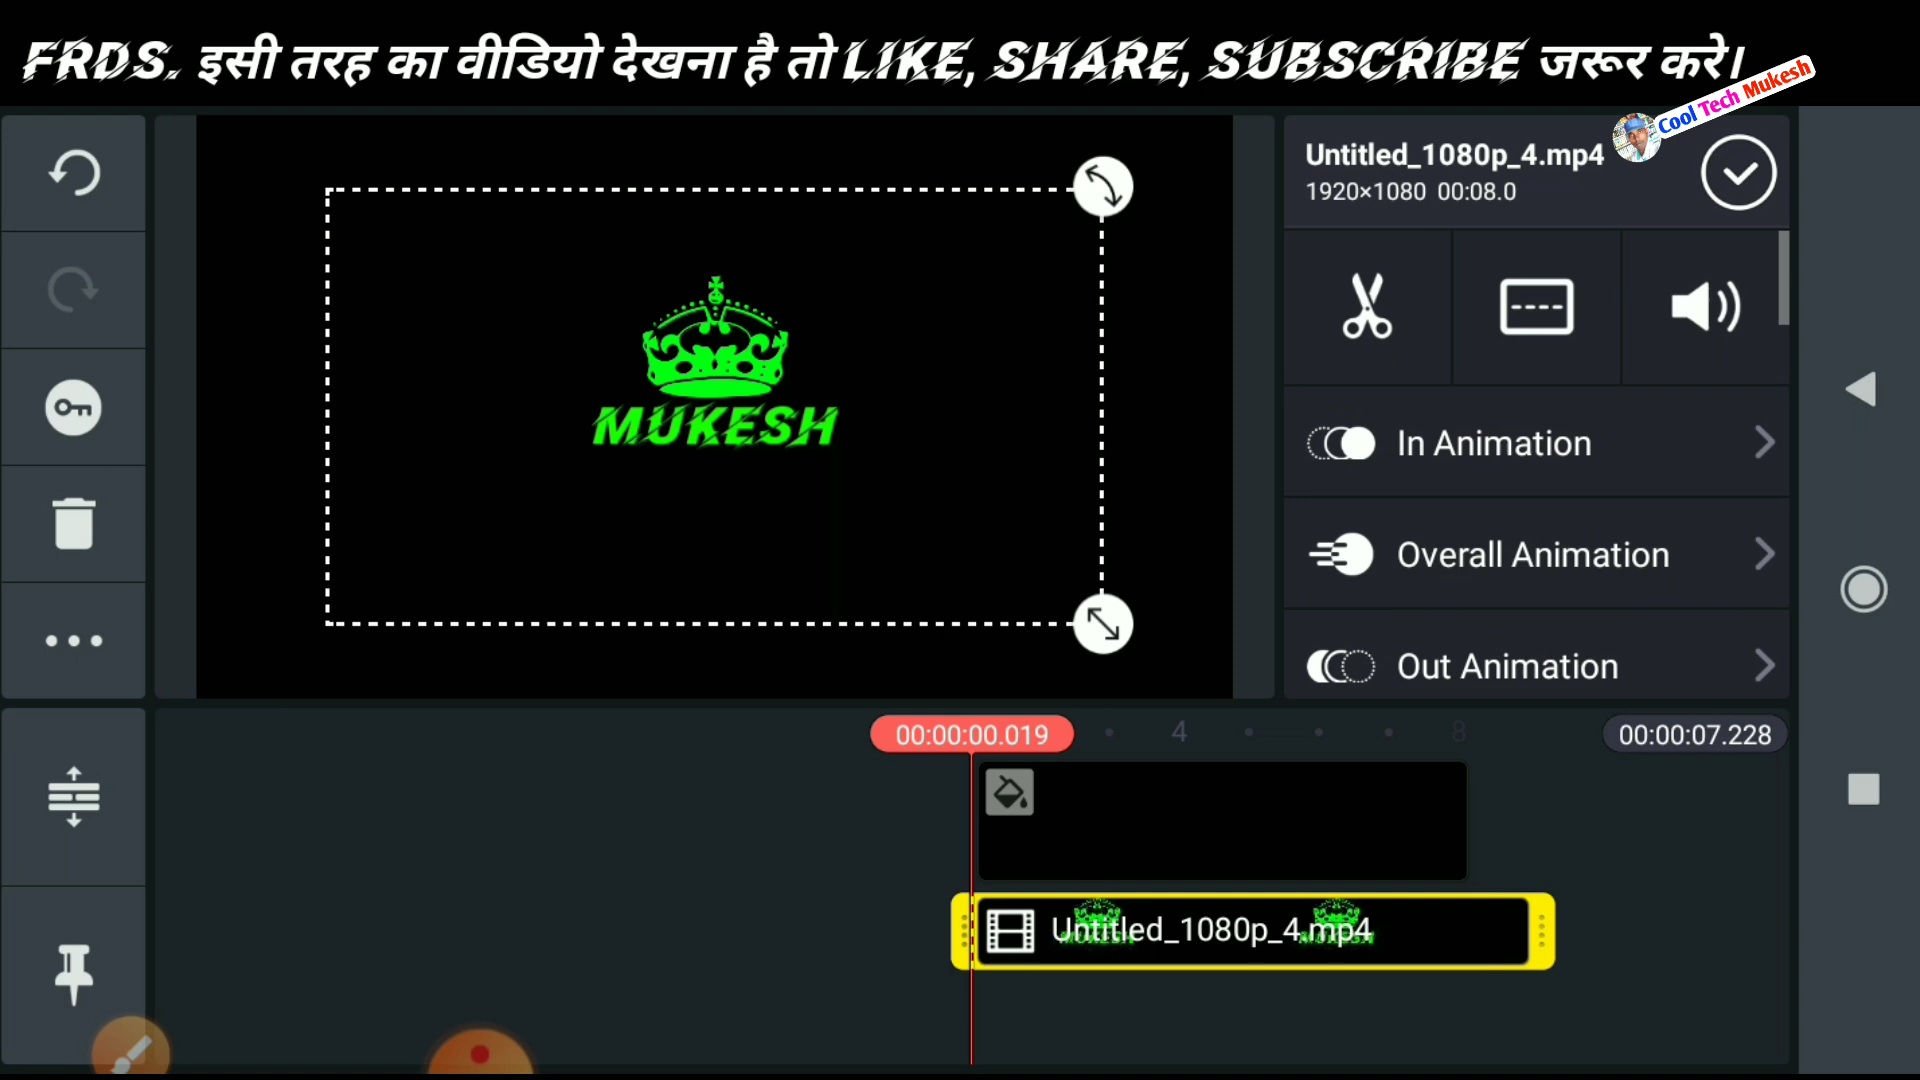 FRDS. इसी तरह का वीडियो देखना है तो LIKE, SHARE, SUBSCRIBE जरूर करे।
Cool Tech Mukesh
Untitled_1080p_4.mp4
1920×1080 00:08.0
MUKESH
In Animation
Overall Animation
Out Animation
00:00:00.019
4
8
00:00:07.228
Untitled_1080p_4.mp4
MUKESH
MUKESH